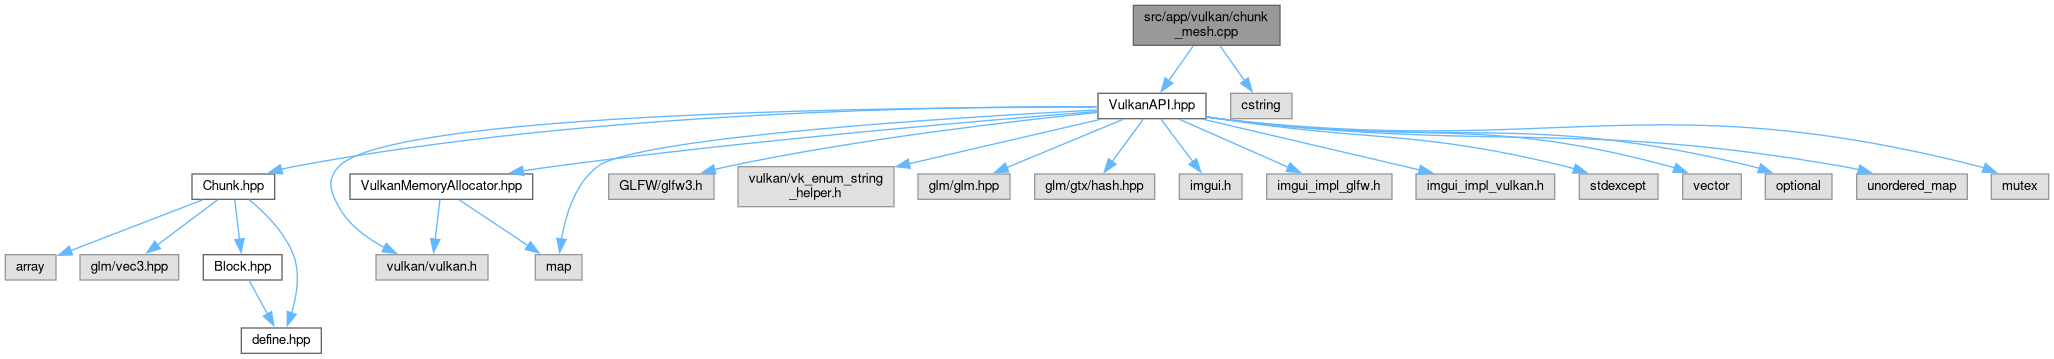 src/app/vulkan/chunk
_mesh.cpp
VulkanAPI.hpp
cstring
Chunk.hpp
VulkanMemoryAllocator.hpp
GLFW/glfw3.h
vulkan/vk_enum_string
_helper.h
glm/glm.hpp
glm/gtx/hash.hpp
imgui.h
imgui_impl_glfw.h
imgui_impl_vulkan.h
stdexcept
vector
optional
unordered_map
mutex
array
glm/vec3.hpp
Block.hpp
vulkan/vulkan.h
map
define.hpp